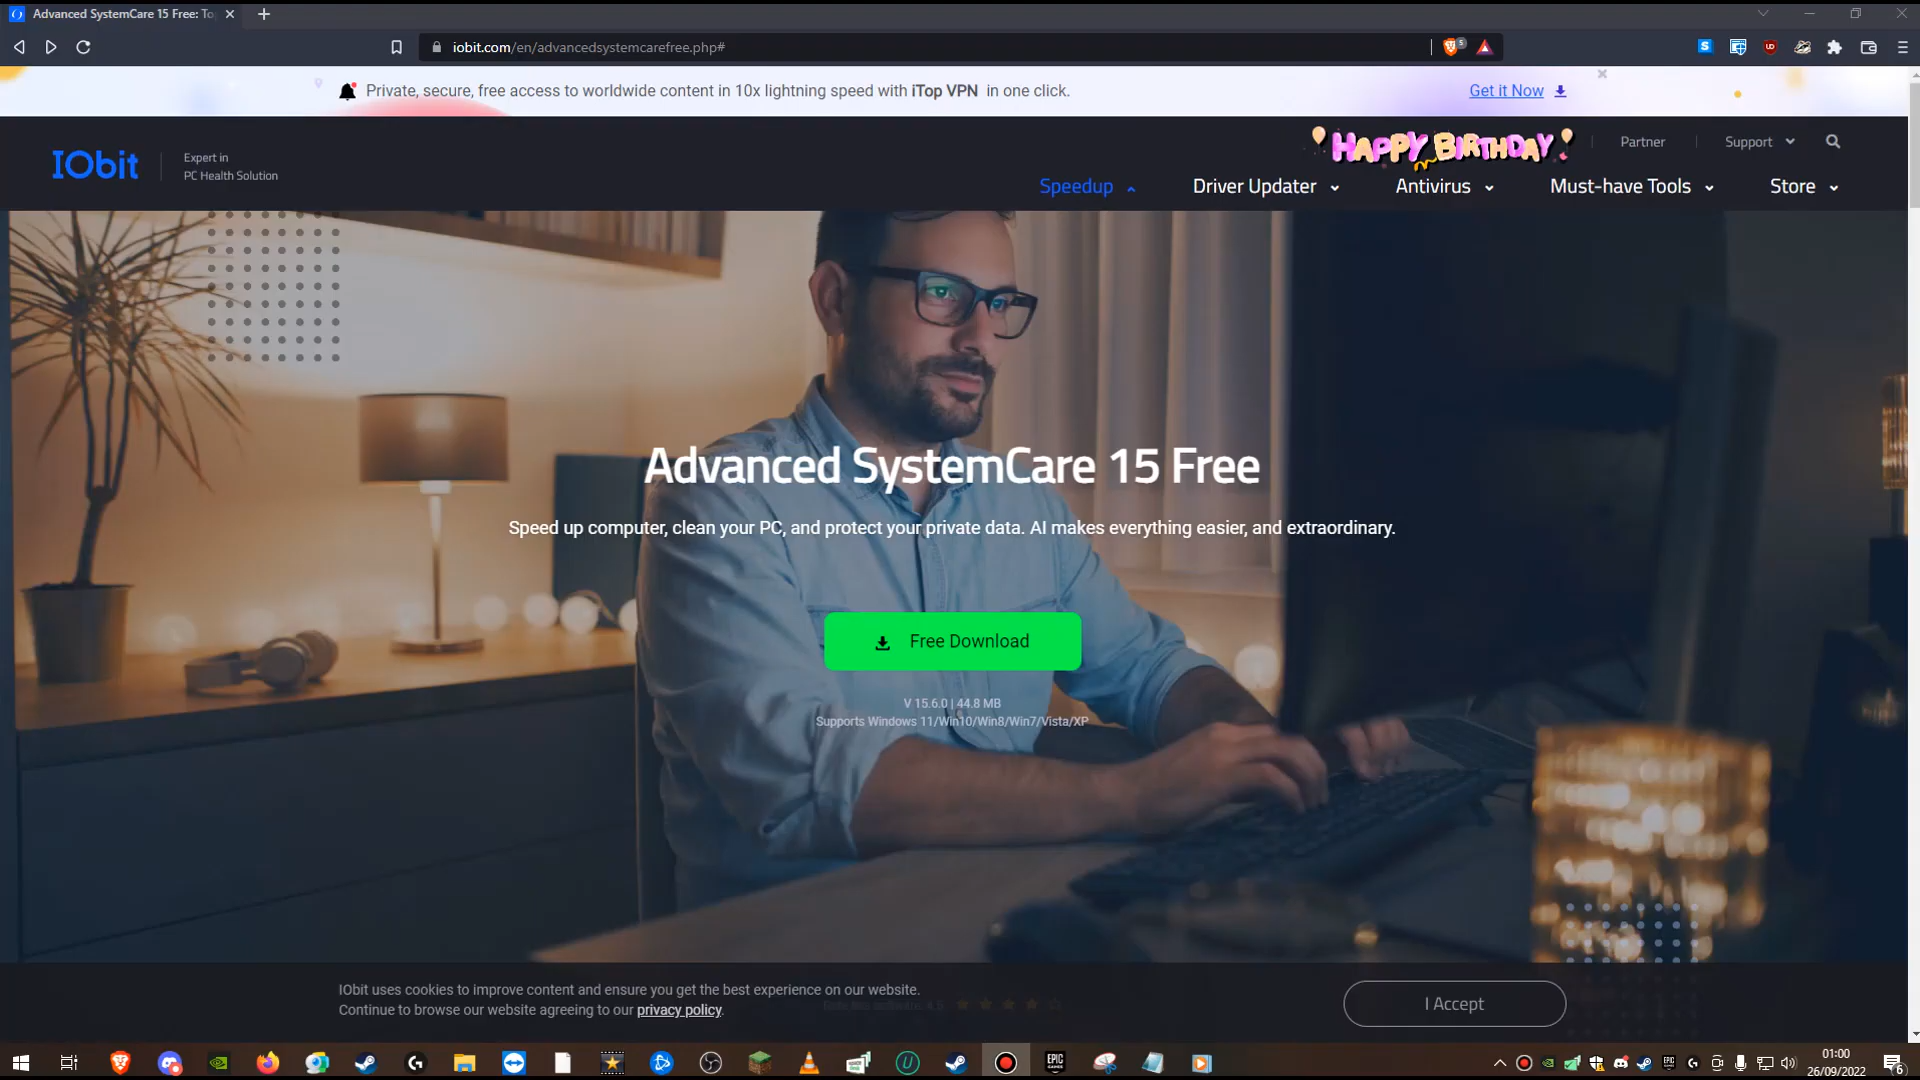 Advanced SystemCare 15 Free: To
iobit.com/en/advancedsystemcarefree.php#
5
S
UD
Private, secure, free access to worldwide content in 10x lightning speed with iTop VPN in one click.
Get it Now
IObit
Expert in
PC Health Solution
HAPPY BIRTHDAY
Partner
Support
Speedup
Driver Updater
Antivirus
Must-have Tools
Store
Advanced SystemCare 15 Free
Speed up computer, clean your PC, and protect your private data. AI makes everything easier, and extraordinary.
Free Download
V 15.6.0 | 44.8 MB
Supports Windows 11/Win10/Win8/Win7/Vista/XP
IObit uses cookies to improve content and ensure you get the best experience on our website.
Continue to browse our website agreeing to our privacy policy.
I Accept
EPIC
GAMES
01:00
26/09/2022
6